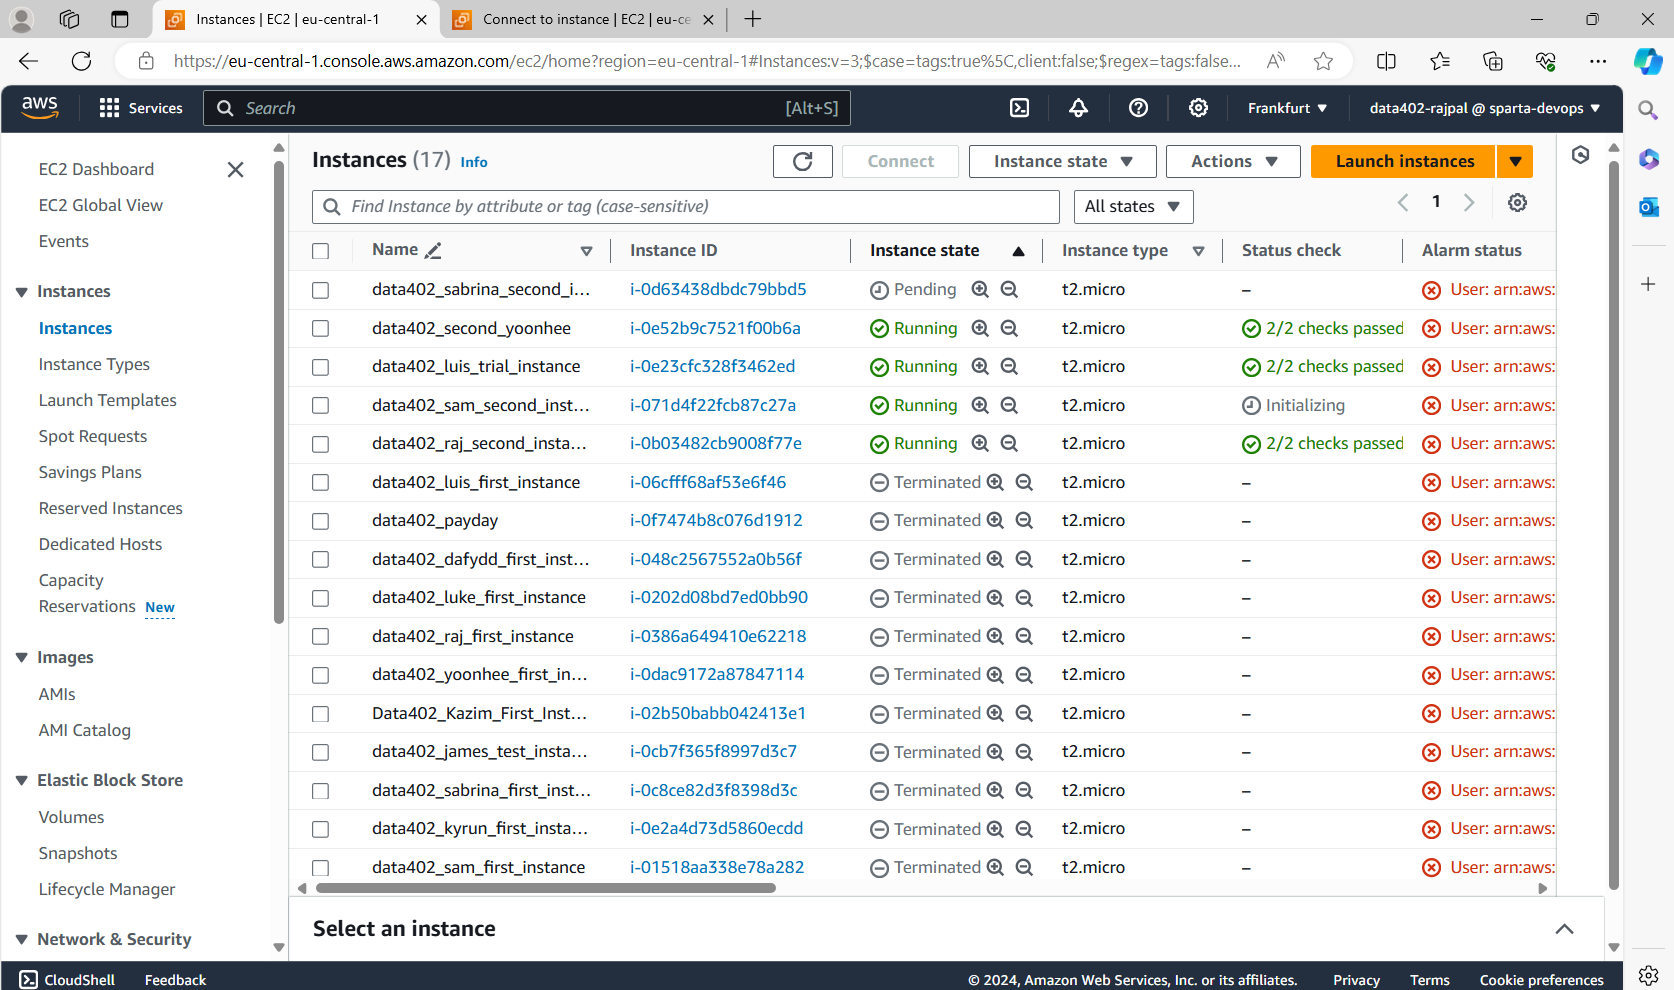 Instances | EC2 | eu-central-1
Connect to instance | EC2 | eu-ce
https://eu-central-1.console.aws.amazon.com/ec2/home?region=eu-central-1#Instances:v=3;$case=tags:true%5C,client:false;$regex=tags:false...
aws
Services
Search
[Alt+S]
Frankfurt
data402-rajpal @ sparta-devops
EC2 Dashboard
EC2 Global View
Events
Instances
Instances
Instance Types
Launch Templates
Spot Requests
Savings Plans
Reserved Instances
Dedicated Hosts
Capacity
Reservations New
Images
AMIs
AMI Catalog
Elastic Block Store
Volumes
Snapshots
Lifecycle Manager
Network & Security
Instances (17) Info
Connect
Instance state
Actions
Launch instances
Find Instance by attribute or tag (case-sensitive)
All states
1
Name Instance ID Instance state Instance type Status check Alarm status
data402_sabrina_second_i... i-0d63438dbdc79bbd5 Pending t2.micro – User: arn:aws:
data402_second_yoonhee i-0e52b9c7521f00b6a Running t2.micro 2/2 checks passed User: arn:aws:
data402_luis_trial_instance i-0e23cfc328f3462ed Running t2.micro 2/2 checks passed User: arn:aws:
data402_sam_second_inst... i-071d4f22fcb87c27a Running t2.micro Initializing User: arn:aws:
data402_raj_second_insta... i-0b03482cb9008f77e Running t2.micro 2/2 checks passed User: arn:aws:
data402_luis_first_instance i-06cfff68af53e6f46 Terminated t2.micro – User: arn:aws:
data402_payday i-0f7474b8c076d1912 Terminated t2.micro – User: arn:aws:
data402_dafydd_first_inst... i-048c2567552a0b56f Terminated t2.micro – User: arn:aws:
data402_luke_first_instance i-0202d08bd7ed0bb90 Terminated t2.micro – User: arn:aws:
data402_raj_first_instance i-0386a649410e62218 Terminated t2.micro – User: arn:aws:
data402_yoonhee_first_in... i-0dac9172a87847114 Terminated t2.micro – User: arn:aws:
Data402_Kazim_First_Inst... i-02b50babb042413e1 Terminated t2.micro – User: arn:aws:
data402_james_test_insta... i-0cb7f365f8997d3c7 Terminated t2.micro – User: arn:aws:
data402_sabrina_first_inst... i-0c8ce82d3f8398d3c Terminated t2.micro – User: arn:aws:
data402_kyrun_first_insta... i-0e2a4d73d5860ecdd Terminated t2.micro – User: arn:aws:
data402_sam_first_instance i-01518aa338e78a282 Terminated t2.micro – User: arn:aws:
Select an instance
CloudShell Feedback © 2024, Amazon Web Services, Inc. or its affiliates. Privacy Terms Cookie preferences